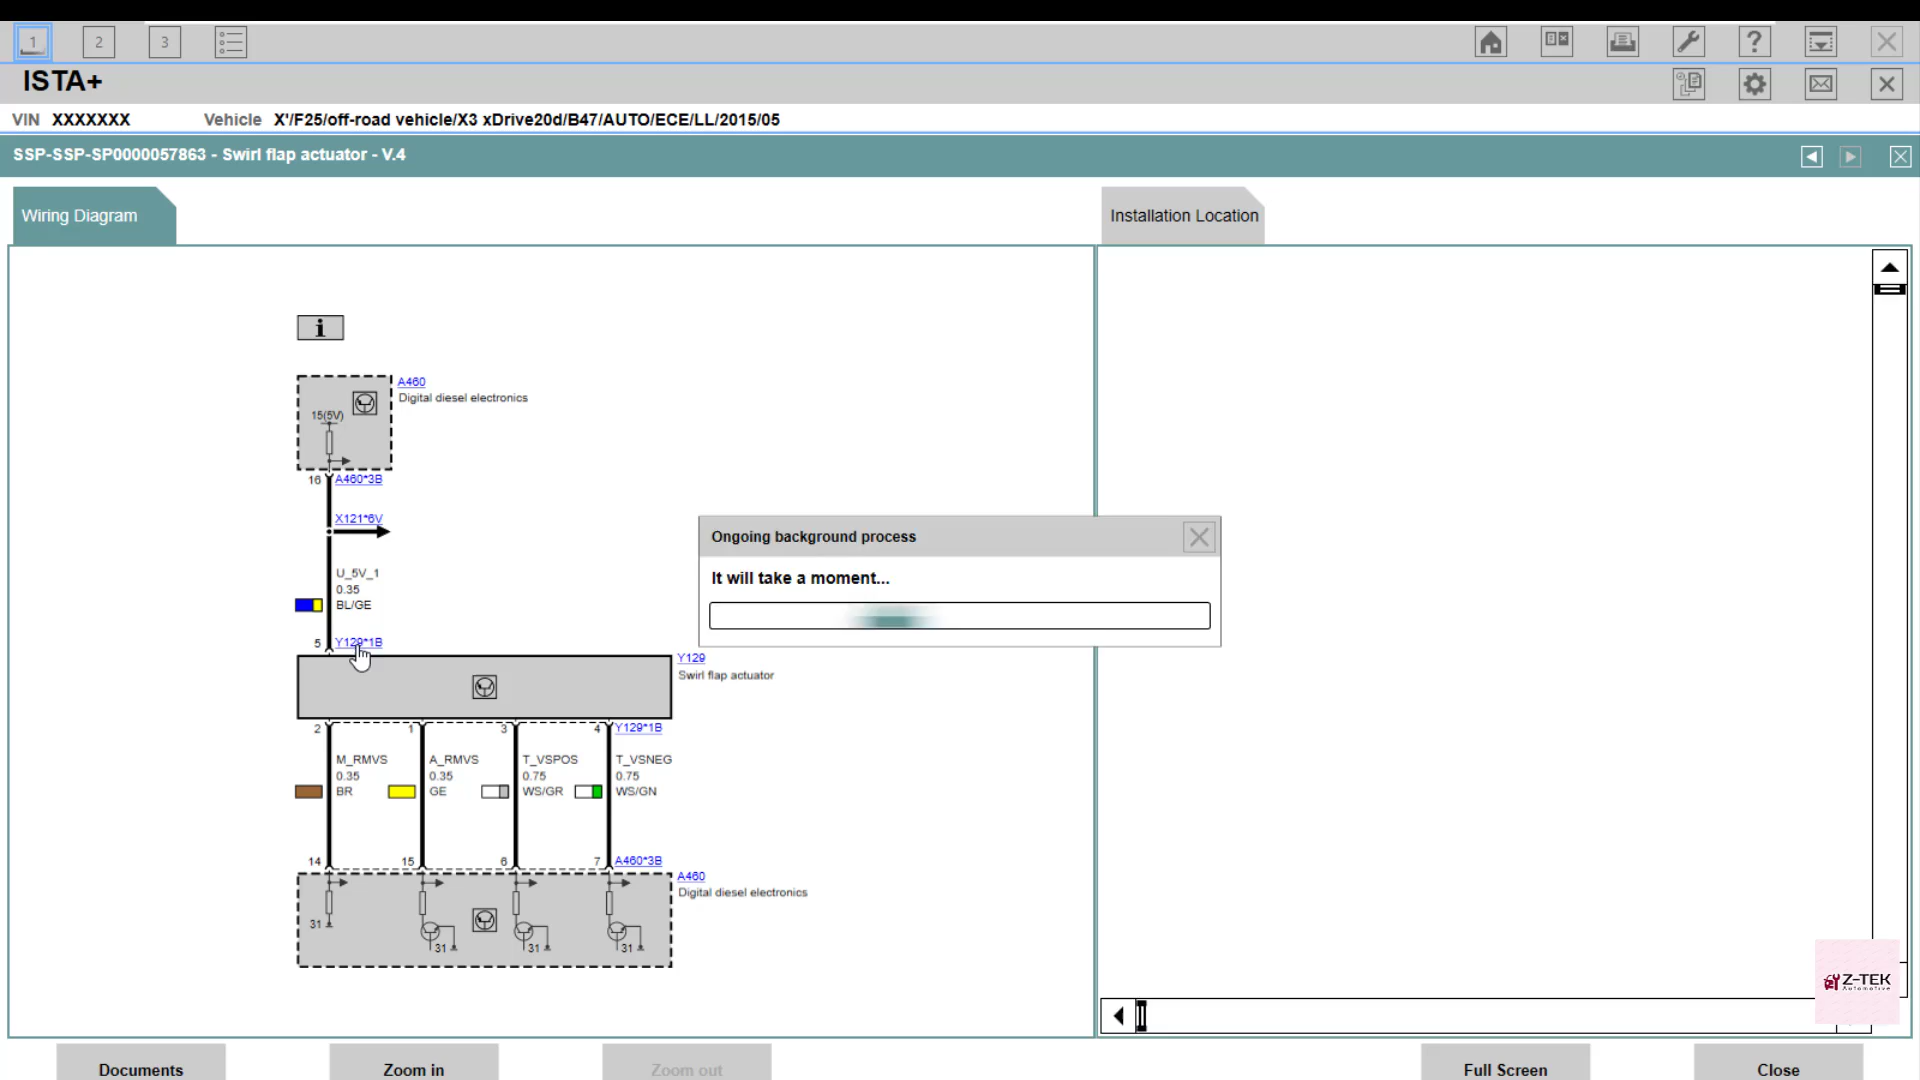 1 2 3
ISTA+
VIN XXXXXXX Vehicle X'/F25/off-road vehicle/X3 xDrive20d/B47/AUTO/ECE/LL/2015/05
SSP-SSP-SP0000057863 - Swirl flap actuator - V.4
Wiring Diagram
Installation Location
i
A460
Digital diesel electronics
15(5V)
16 A460*3B
X121*6V
U_5V_1
0.35
BL/GE
5 Y129*1B
Ongoing background process
It will take a moment...
Y129
Swirl flap actuator
2 1 3 4 Y129*1B
M_RMVS A_RMVS T_VSPOS T_VSNEG
0.35 0.35 0.75 0.75
BR GE WS/GR WS/GN
14 15 6 7 A460*3B
A460
Digital diesel electronics
31 31 31 31
Z-TEK
Automotive
Documents Zoom in Zoom out Full Screen Close